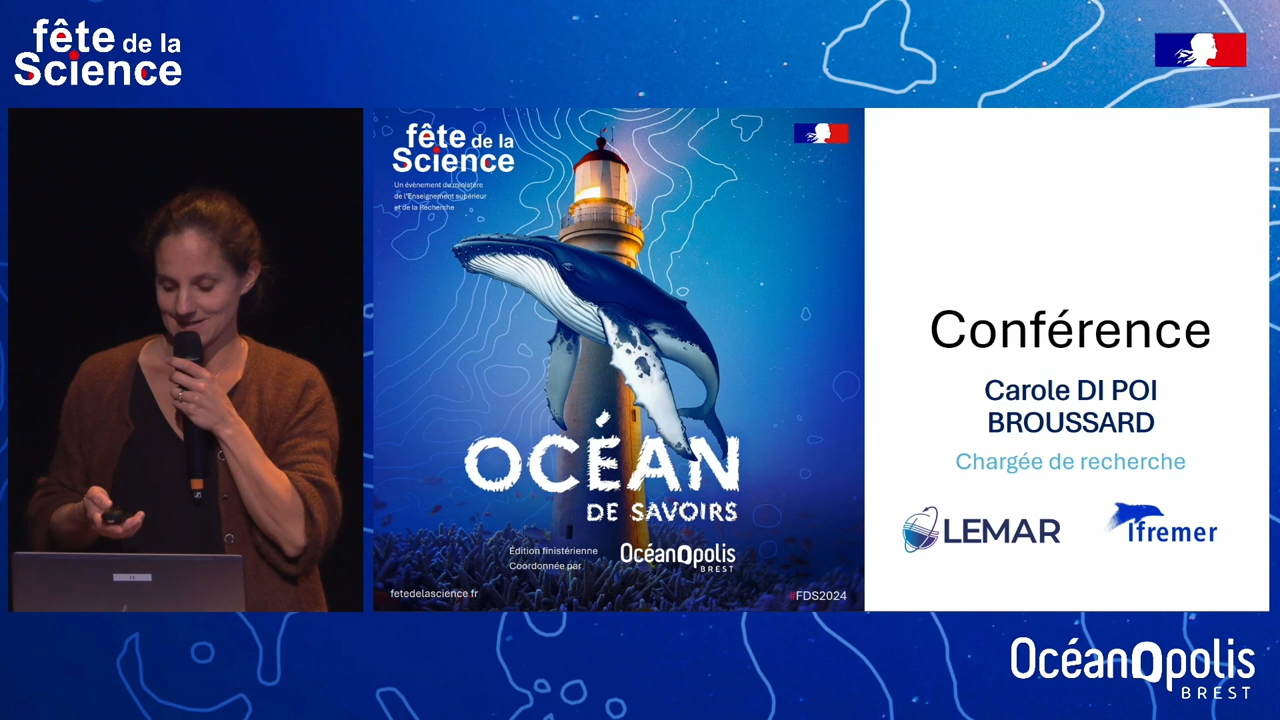 fête de la
Science
fête de la
Science
Un évènement du ministère
de l'Enseignement supérieur
et de la Recherche
OCÉAN
DE SAVOIRS
Édition finistérienne
Coordonnée par
OcéanOpolis
BREST
fetedelascience.fr
#FDS2024
Conférence
Carole DI POI
BROUSSARD
Chargée de recherche
LEMAR
Ifremer
OcéanOpolis
BREST